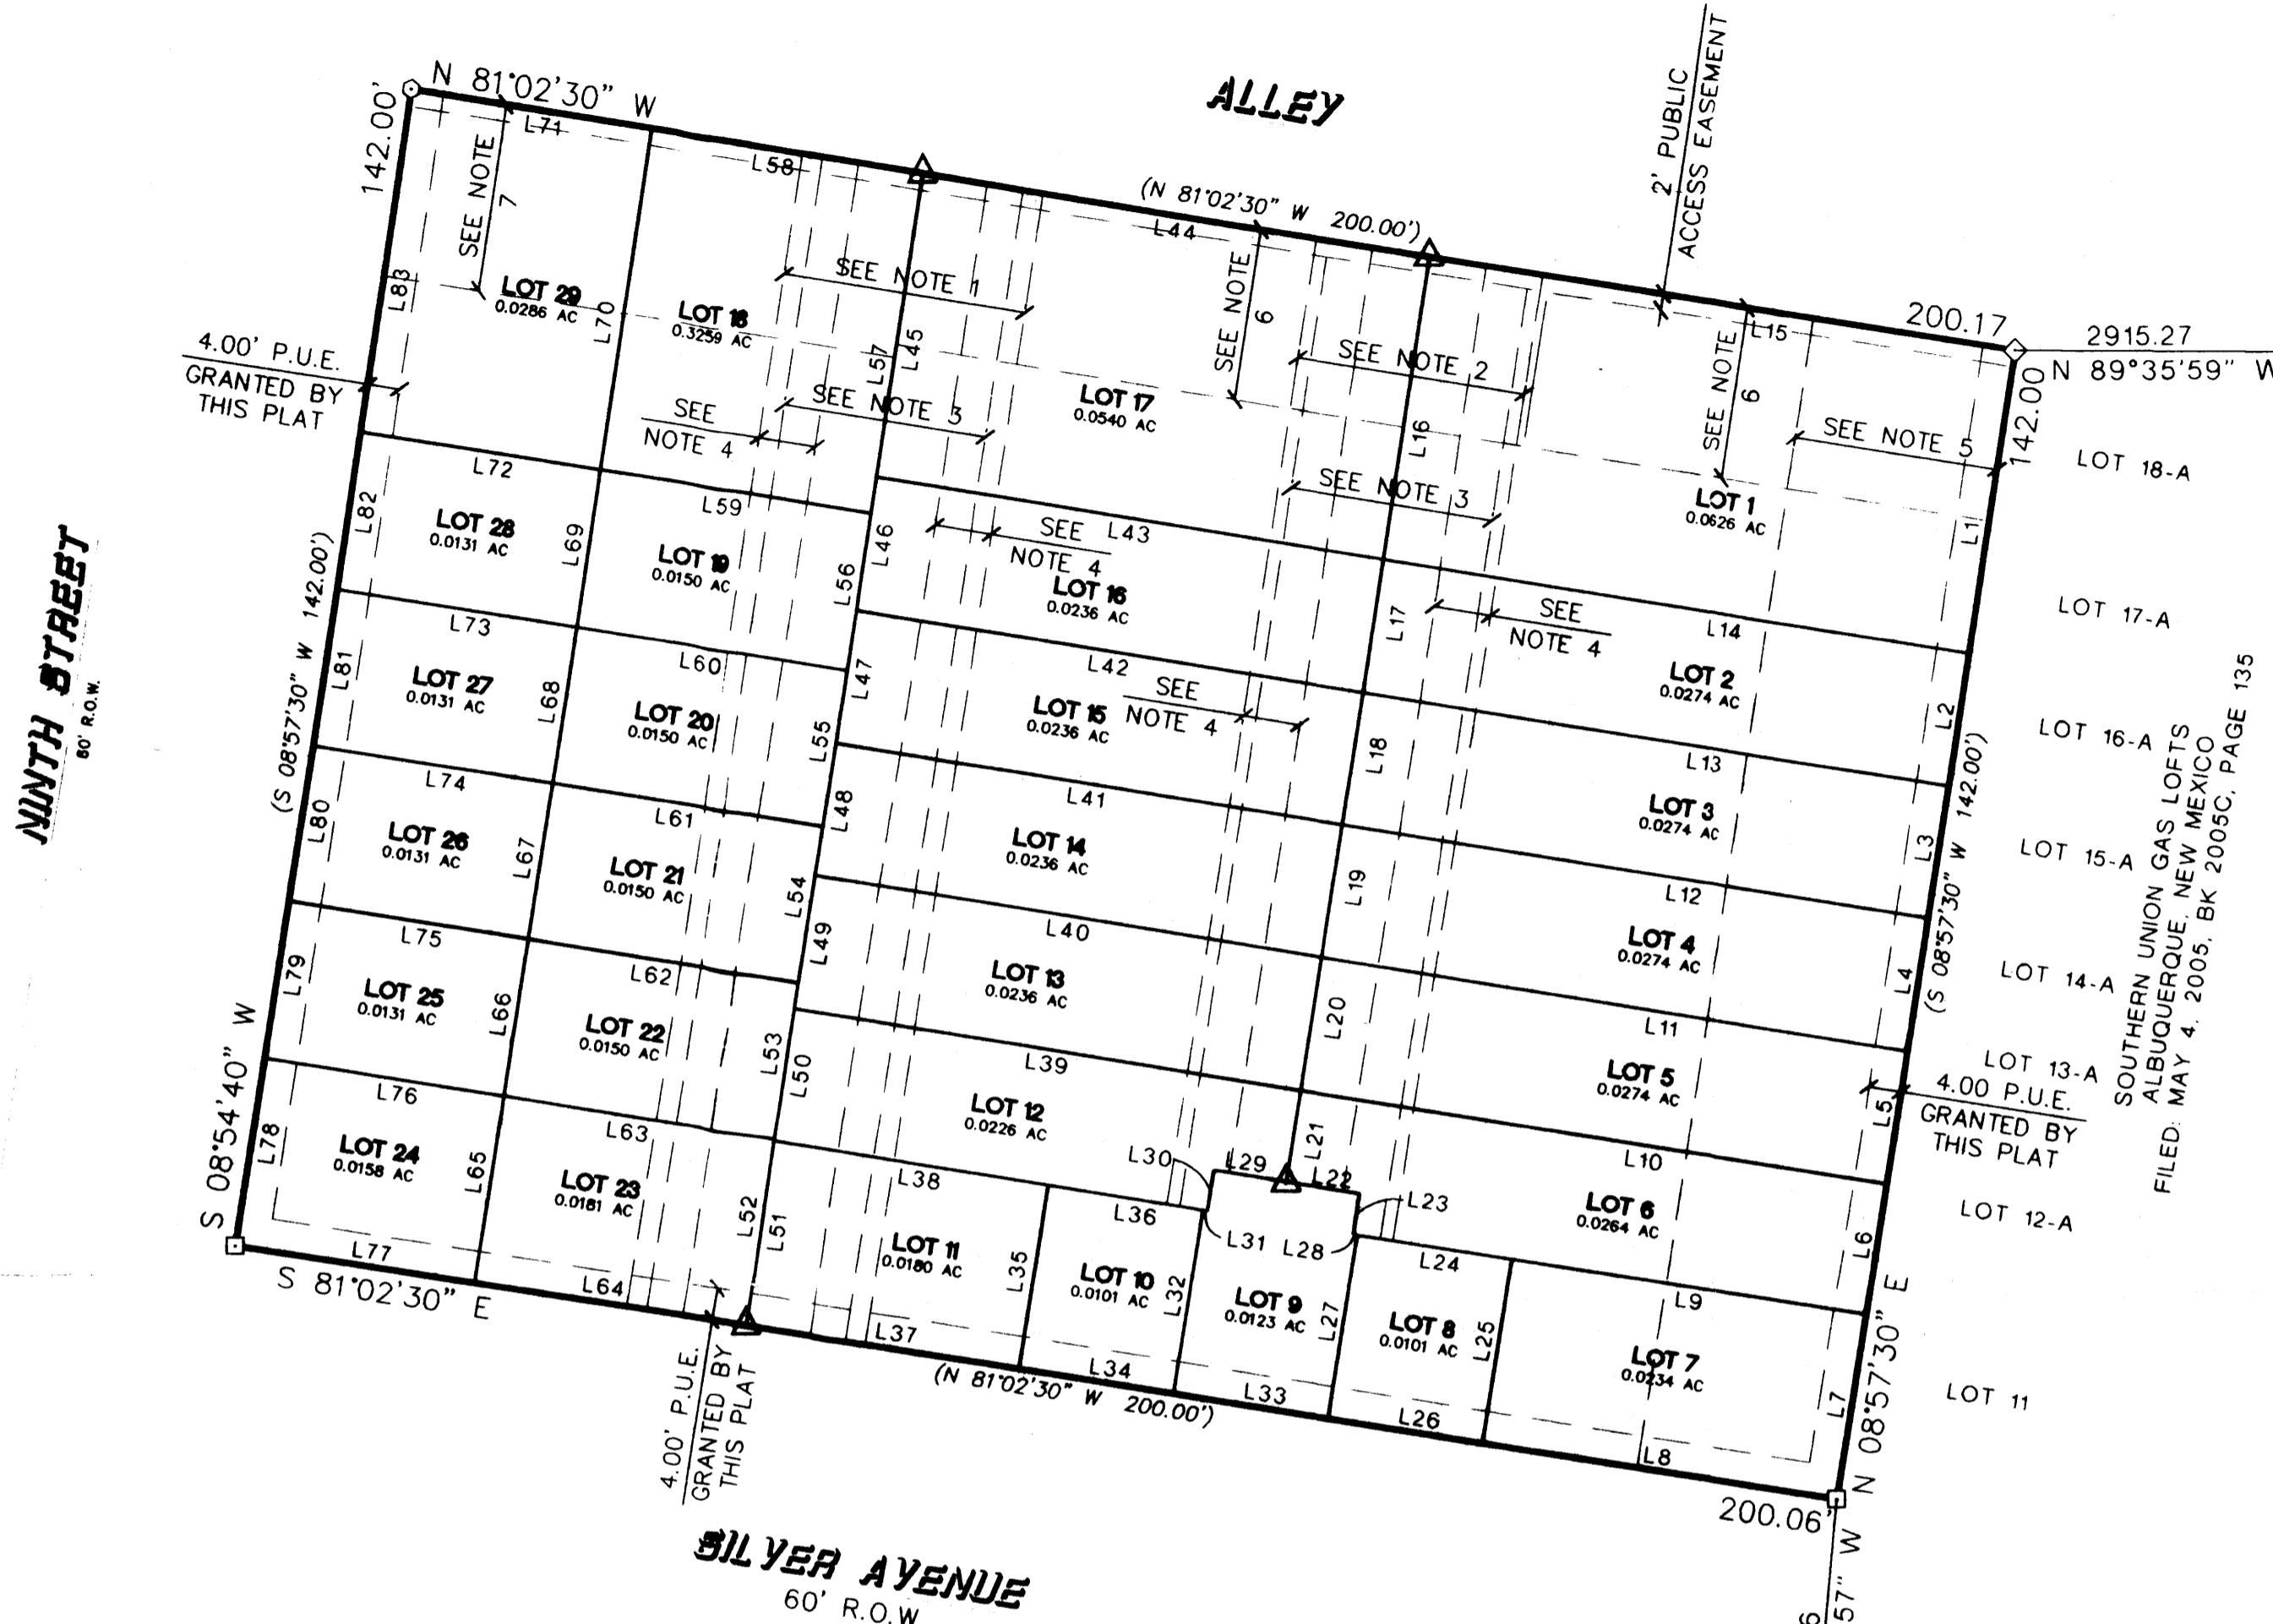 N 81°02'30" W
142.00'
ALLEY
2' PUBLIC
ACCESS EASEMENT
(N 81°02'30" W 200.00')
200.17
2915.27
N 89°35'59" W
142.00
L71
L58
L44
L15
SEE NOTE
7
SEE NOTE 1
SEE NOTE
6
SEE NOTE 2
SEE NOTE
6
SEE NOTE 5
LOT 18-A
L83
LOT 29
0.0286 AC
L70
LOT 18
0.3259 AC
L57
L45
LOT 17
0.0540 AC
L16
LOT 1
0.0626 AC
L1
4.00' P.U.E.
GRANTED BY
THIS PLAT
SEE
NOTE 4
SEE NOTE 3
SEE NOTE 3
L72
L59
L43
L14
L82
LOT 28
0.0131 AC
L69
LOT 19
0.0150 AC
L56
L46
SEE
NOTE 4
LOT 16
0.0236 AC
L17
SEE
NOTE 4
LOT 2
0.0274 AC
L2
LOT 17-A
NINTH STREET
60' R.O.W.
(S 08°57'30" W 142.00')
L73
L60
L42
L13
L81
LOT 27
0.0131 AC
L68
LOT 20
0.0150 AC
L55
L47
LOT 15
0.0236 AC
SEE
NOTE 4
L18
LOT 3
0.0274 AC
L3
LOT 16-A
L74
L61
L41
L12
L80
LOT 26
0.0131 AC
L67
LOT 21
0.0150 AC
L54
L48
LOT 14
0.0236 AC
L19
LOT 4
0.0274 AC
L4
LOT 15-A
(S 08°57'30" W 142.00')
SOUTHERN UNION GAS LOFTS
ALBUQUERQUE, NEW MEXICO
FILED: MAY 4, 2005, BK 2005C, PAGE 135
L75
L62
L40
L11
L79
LOT 25
0.0131 AC
L66
LOT 22
0.0150 AC
L53
L49
LOT 13
0.0236 AC
L20
LOT 5
0.0274 AC
L5
LOT 14-A
LOT 13-A
4.00 P.U.E.
GRANTED BY
THIS PLAT
S 08°54'40" W
L76
L63
L39
L10
L78
LOT 24
0.0158 AC
L65
LOT 23
0.0181 AC
L52
L50
LOT 12
0.0226 AC
L21
L30
L29
L22
L23
LOT 6
0.0264 AC
L6
LOT 12-A
L38
L36
L31
L28
L24
L9
L51
LOT 11
0.0180 AC
L35
LOT 10
0.0101 AC
L32
LOT 9
0.0123 AC
L27
LOT 8
0.0101 AC
L25
LOT 7
0.0234 AC
L7
LOT 11
L77
L64
L37
L34
L33
L26
L8
S 81°02'30" E
(N 81°02'30" W 200.00')
200.06'
N 08°57'30" E
4.00' P.U.E.
GRANTED BY
THIS PLAT
SILVER AVENUE
60' R.O.W
57" W